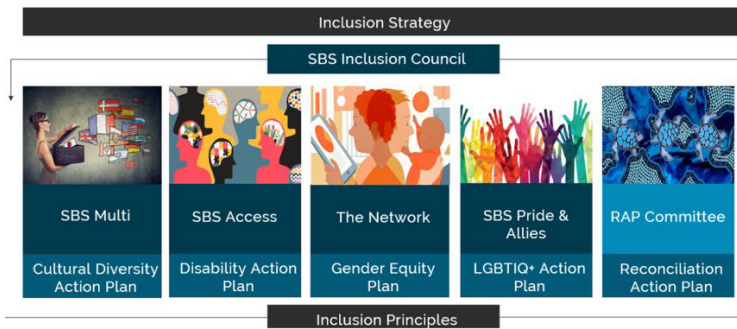 Inclusion Strategy
SBS Inclusion Council
SBS Multi
Cultural Diversity
Action Plan
SBS Access
Disability Action
Plan
The Network
Gender Equity
Plan
SBS Pride &
Allies
LGBTIQ+ Action
Plan
RAP Committee
Reconciliation
Action Plan
Inclusion Principles